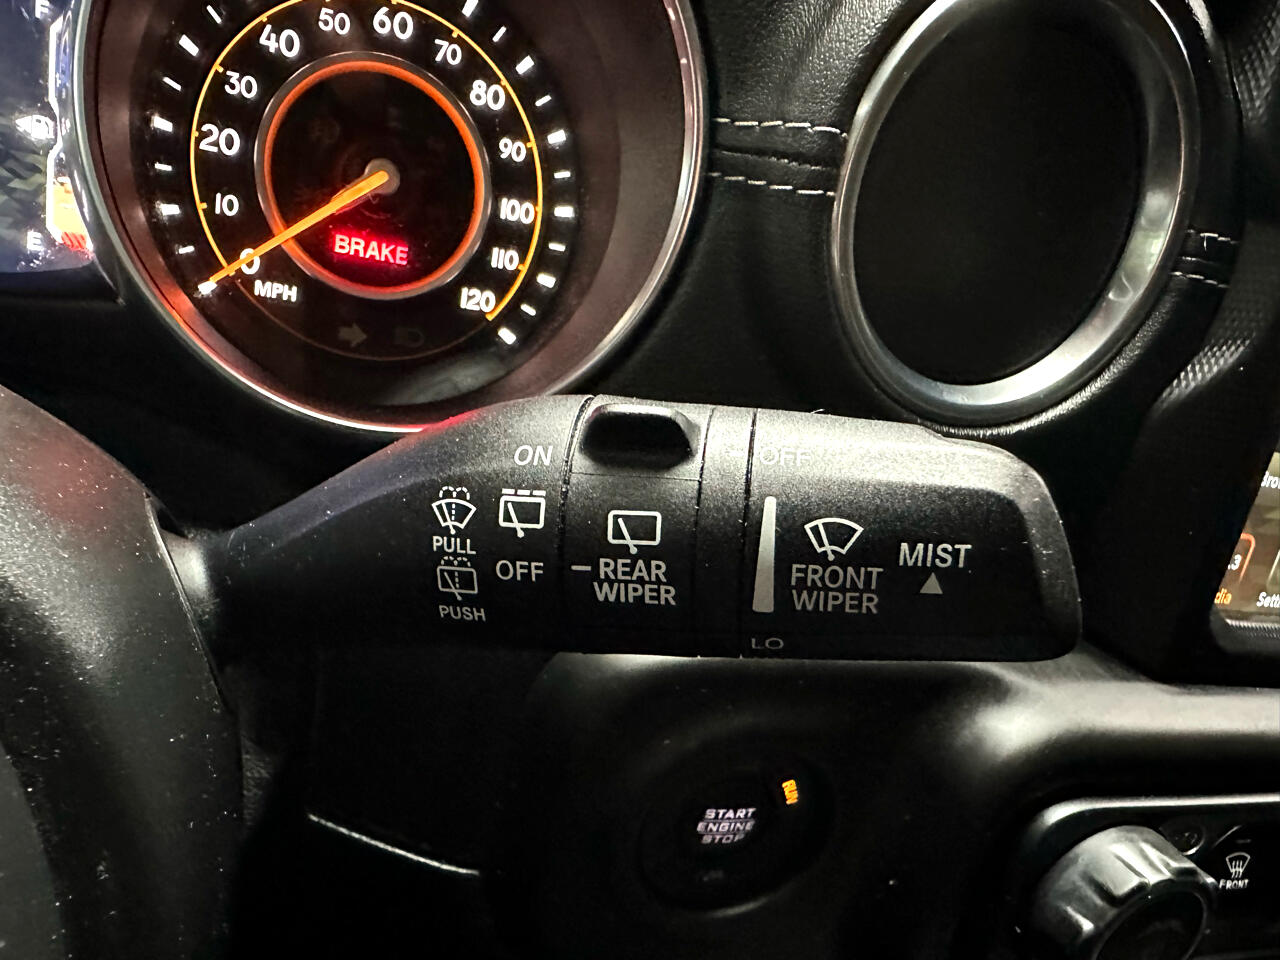 F
E
0
10
20
30
40
50
60
70
80
90
100
110
120
MPH
BRAKE
ON
OFF
PULL
PUSH
OFF
REAR
WIPER
FRONT
WIPER
MIST
LO
START
ENGINE
STOP
RUN
FRONT